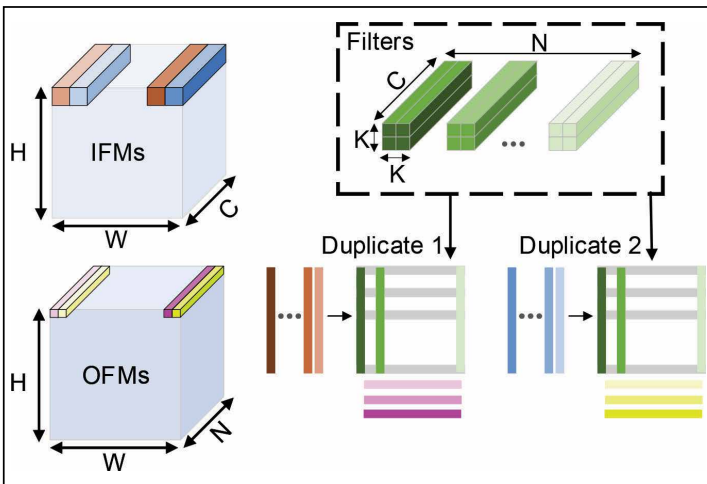 H
IFMs
W
C
H
OFMs
W
N
Filters
N
C
K
K
•••
Duplicate 1
•••
Duplicate 2
•••